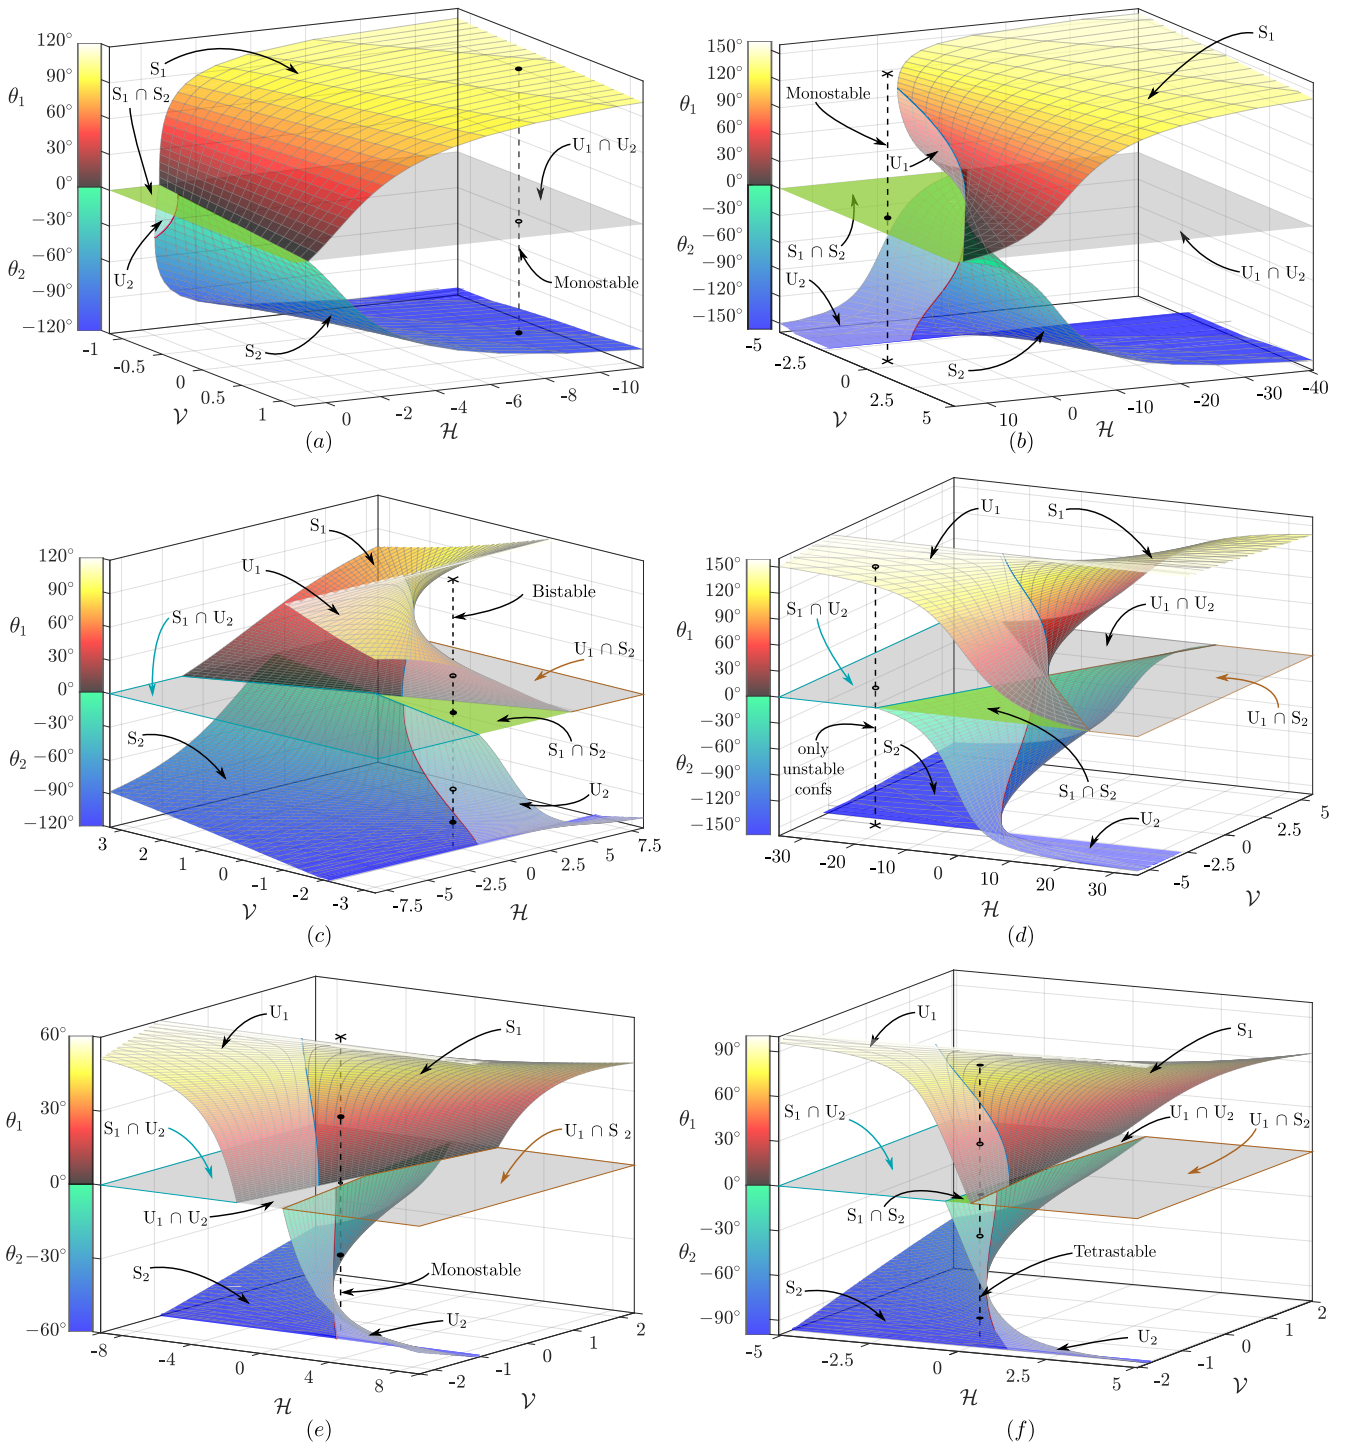 120°
90°
60°
30°
0°
−30°
−60°
−90°
−120°
θ₁
θ₂
S₁
S₁ ∩ S₂
U₂
S₂
U₁ ∩ U₂
Monostable
-1
-0.5
0
0.5
1
𝒱
0
-2
-4
-6
-8
-10
ℋ
(a)
150°
120°
90°
60°
30°
0°
−30°
−60°
−90°
−120°
−150°
θ₁
θ₂
Monostable
U₁
S₁
S₁ ∩ S₂
U₂
S₂
U₁ ∩ U₂
-5
-2.5
0
2.5
5
𝒱
10
0
-10
-20
-30
-40
ℋ
(b)
120°
90°
60°
30°
0°
−30°
−60°
−90°
−120°
θ₁
θ₂
S₁
U₁
S₁ ∩ U₂
Bistable
U₁ ∩ S₂
S₁ ∩ S₂
S₂
U₂
3
2
1
0
-1
-2
-3
𝒱
-7.5
-5
-2.5
0
2.5
5
7.5
ℋ
(c)
150°
120°
90°
60°
30°
0°
−30°
−60°
−90°
−120°
−150°
θ₁
θ₂
U₁
S₁
S₁ ∩ U₂
U₁ ∩ U₂
U₁ ∩ S₂
only
unstable
confs
S₂
S₁ ∩ S₂
U₂
-30
-20
-10
0
10
20
30
ℋ
-5
-2.5
0
2.5
5
𝒱
(d)
60°
30°
0°
−30°
−60°
θ₁
θ₂
U₁
S₁
S₁ ∩ U₂
U₁ ∩ S ₂
U₁ ∩ U₂
S₂
Monostable
U₂
-8
-4
0
4
8
ℋ
-2
-1
0
1
2
𝒱
(e)
90°
60°
30°
0°
−30°
−60°
−90°
θ₁
θ₂
U₁
S₁
S₁ ∩ U₂
U₁ ∩ U₂
U₁ ∩ S₂
S₁ ∩ S₂
Tetrastable
S₂
U₂
-5
-2.5
0
2.5
5
ℋ
-2
-1
0
1
2
𝒱
(f)